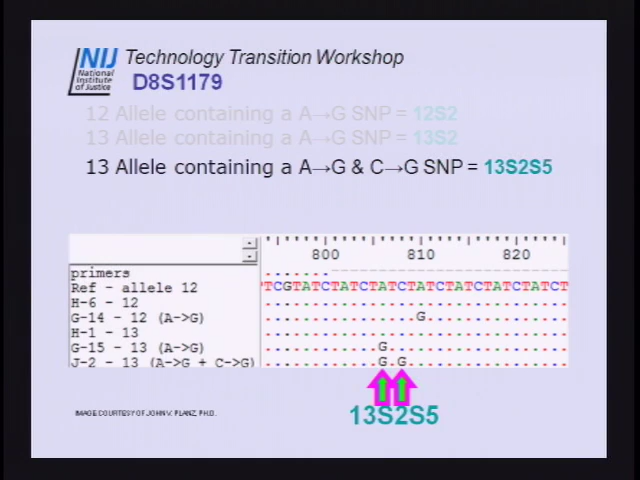 NIJ
National
Institute
of Justice
Technology Transition Workshop
D8S1179
12 Allele containing a A→G SNP = 12S2
13 Allele containing a A→G SNP = 13S2
13 Allele containing a A→G & C→G SNP = 13S2S5
800 810 820
primers
Ref - allele 12 TCGTATCTATCTATCTATCTATCTATCTATCT
H-6 - 12
G-14 - 12 (A->G) G
H-1 - 13
G-15 - 13 (A->G) G
J-2 - 13 (A->G + C->G) G.G
13S2S5
IMAGE COURTESY OF JOHN V. PLANZ, PH.D.